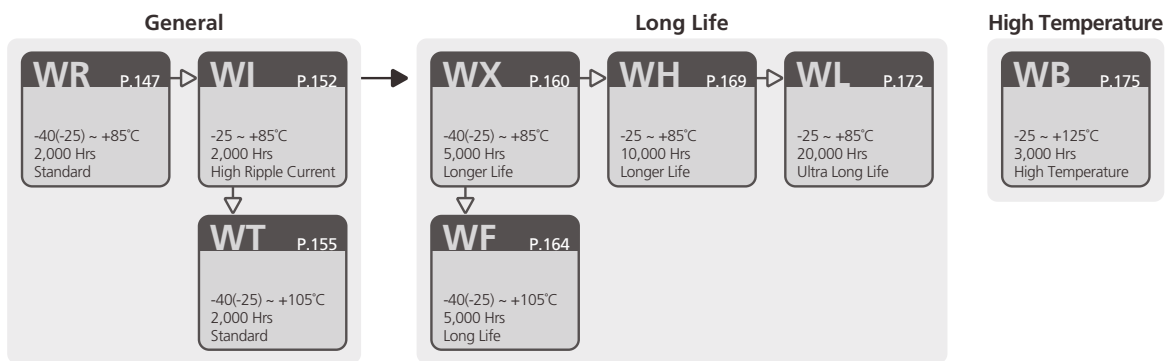 General
WR P.147
-40(-25) ~ +85℃
2,000 Hrs
Standard
WI P.152
-25 ~ +85℃
2,000 Hrs
High Ripple Current
WT P.155
-40(-25) ~ +105℃
2,000 Hrs
Standard
Long Life
WX P.160
-40(-25) ~ +85℃
5,000 Hrs
Longer Life
WH P.169
-25 ~ +85℃
10,000 Hrs
Longer Life
WL P.172
-25 ~ +85℃
20,000 Hrs
Ultra Long Life
WF P.164
-40(-25) ~ +105℃
5,000 Hrs
Long Life
High Temperature
WB P.175
-25 ~ +125℃
3,000 Hrs
High Temperature